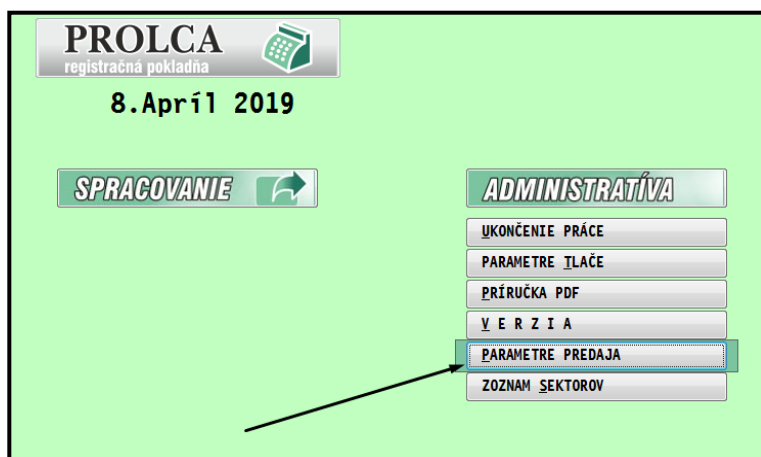 PROLCA
registračná pokladňa
8.Apríl 2019
SPRACOVANIE
ADMINISTRATÍVA
UKONČENIE PRÁCE
PARAMETRE TLAČE
PRÍRUČKA PDF
V E R Z I A
PARAMETRE PREDAJA
ZOZNAM SEKTOROV